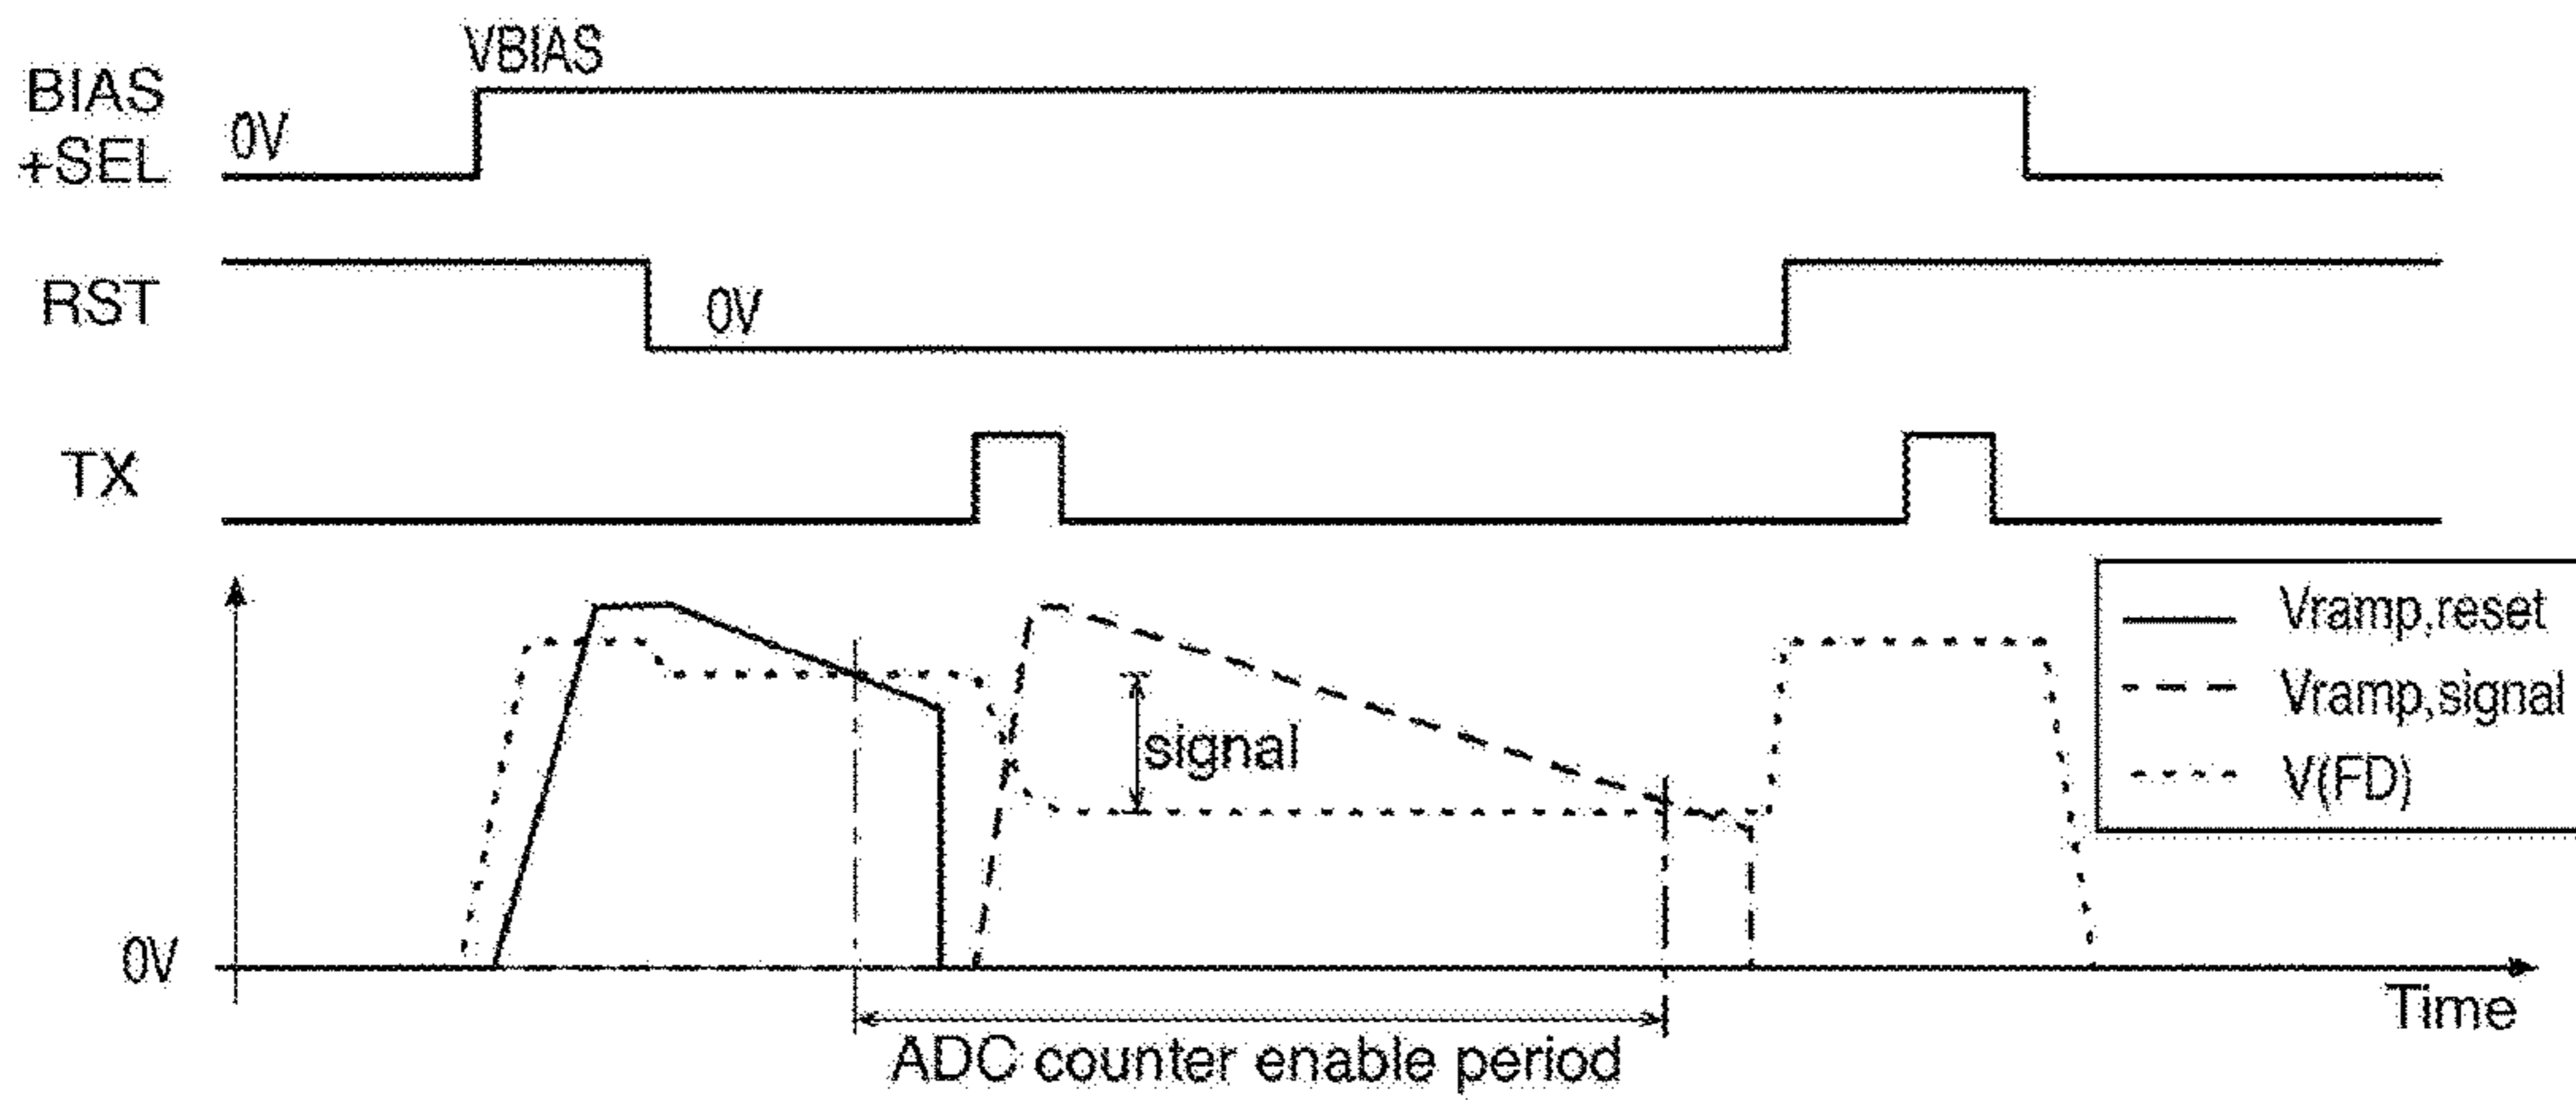 VBIAS
BIAS
+SEL
0V
RST
0V
TX
Vramp,reset
Vramp,signal
V(FD)
signal
0V
Time
ADC counter enable period